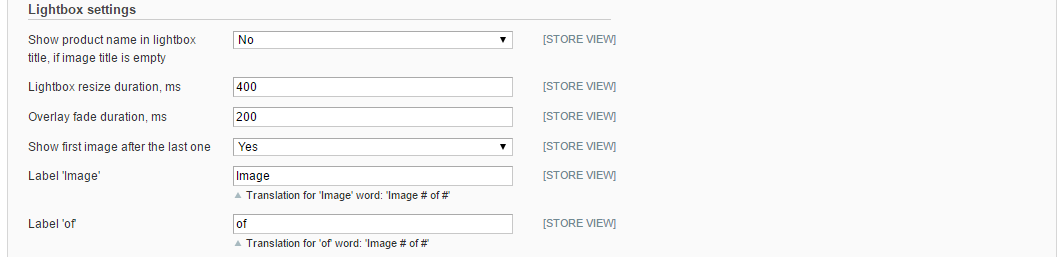 Lightbox settings
Show product name in lightbox
title, if image title is empty
No
[STORE VIEW]
Lightbox resize duration, ms
400
[STORE VIEW]
Overlay fade duration, ms
200
[STORE VIEW]
Show first image after the last one
Yes
[STORE VIEW]
Label 'Image'
Image
[STORE VIEW]
Translation for 'Image' word: 'Image # of #'
Label 'of'
of
[STORE VIEW]
Translation for 'of' word: 'Image # of #'